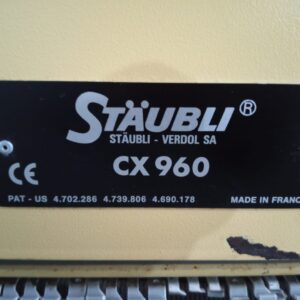 STÄUBLI®
STÄUBLI - VERDOL SA
CX 960
CE
PAT - US 4.702.286 4.739.806 4.690.178 MADE IN FRANC